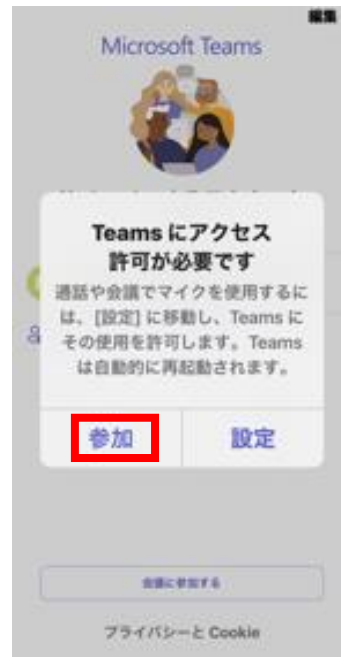 編集
Microsoft Teams
Teams に アクセス
許可が必要です
通話や会議でマイクを使用するに
は、[設定] に移動し、Teams に
その使用を許可します。Teams
は自動的に再起動されます。
参加
設定
会議に参加する
プライバシーと Cookie